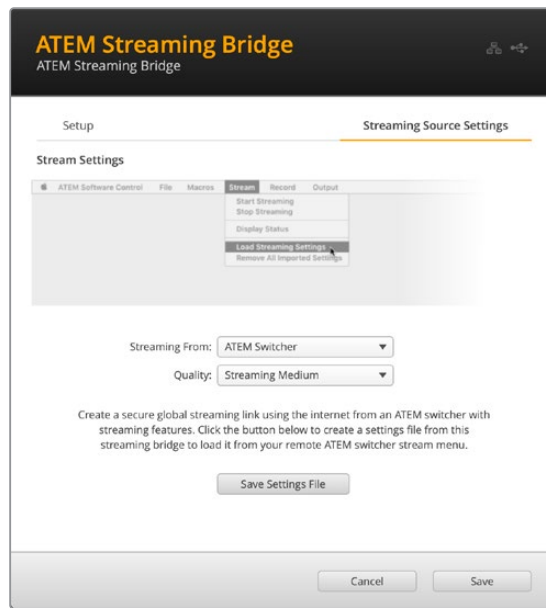 ATEM Streaming Bridge
ATEM Streaming Bridge
Setup
Streaming Source Settings
Stream Settings
ATEM Software Control File Macros Stream Record Output
Start Streaming
Stop Streaming
Display Status
Load Streaming Settings
Remove All Imported Settings
Streaming From: ATEM Switcher
Quality: Streaming Medium
Create a secure global streaming link using the internet from an ATEM switcher with
streaming features. Click the button below to create a settings file from this
streaming bridge to load it from your remote ATEM switcher stream menu.
Save Settings File
Cancel
Save